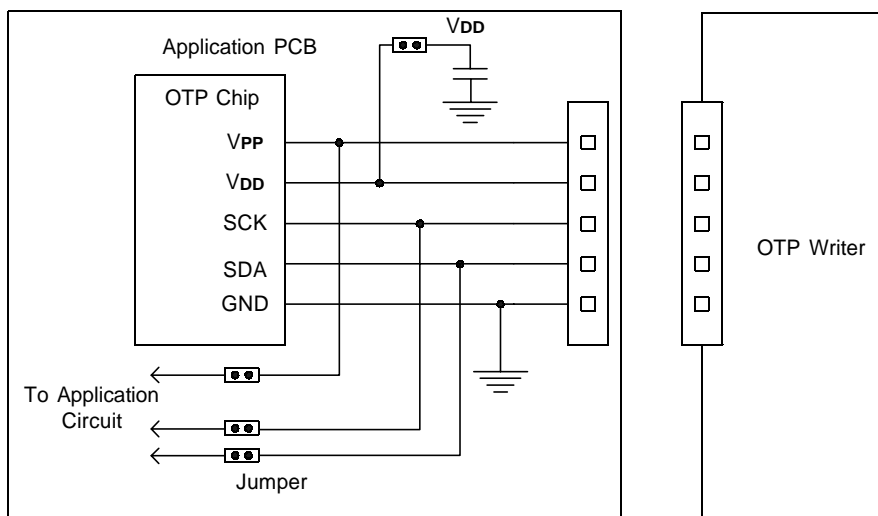 VDD
Application PCB
OTP Chip
VPP
VDD
SCK
SDA
GND
OTP Writer
To Application
Circuit
Jumper